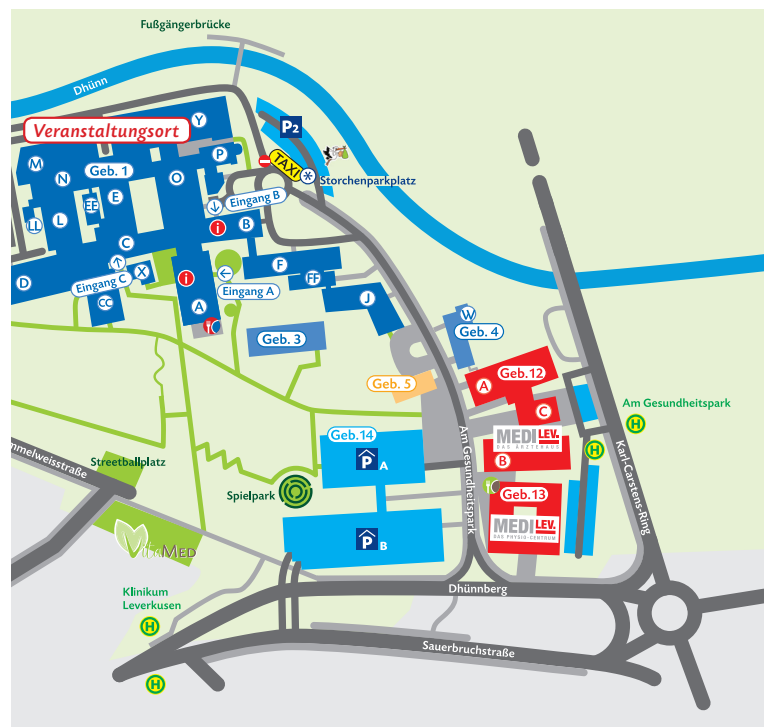 Fußgängerbrücke
Dhünn
Veranstaltungsort
Y
P2
M
P
TAXI
Geb. 1
N
O
Storchenparkplatz
E
Eingang B
EF
LL
L
i
B
C
D
Eingang C
X
F
i
Eingang A
FF
CC
A
J
W
Geb. 4
Geb. 3
Geb. 12
Geb. 5
A
C
Am Gesundheitspark
H
Geb.14
MEDILEV.
DAS ÄRZTEHAUS
P A
B
H
Am Gesundheitspark
Karl-Carstens-Ring
mmelweisstraße
Streetballplatz
Spielpark
Geb.13
MEDILEV.
DAS PHYSIO-CENTRUM
P B
VitaMED
Klinikum
Leverkusen
H
Dhünnberg
Sauerbruchstraße
H